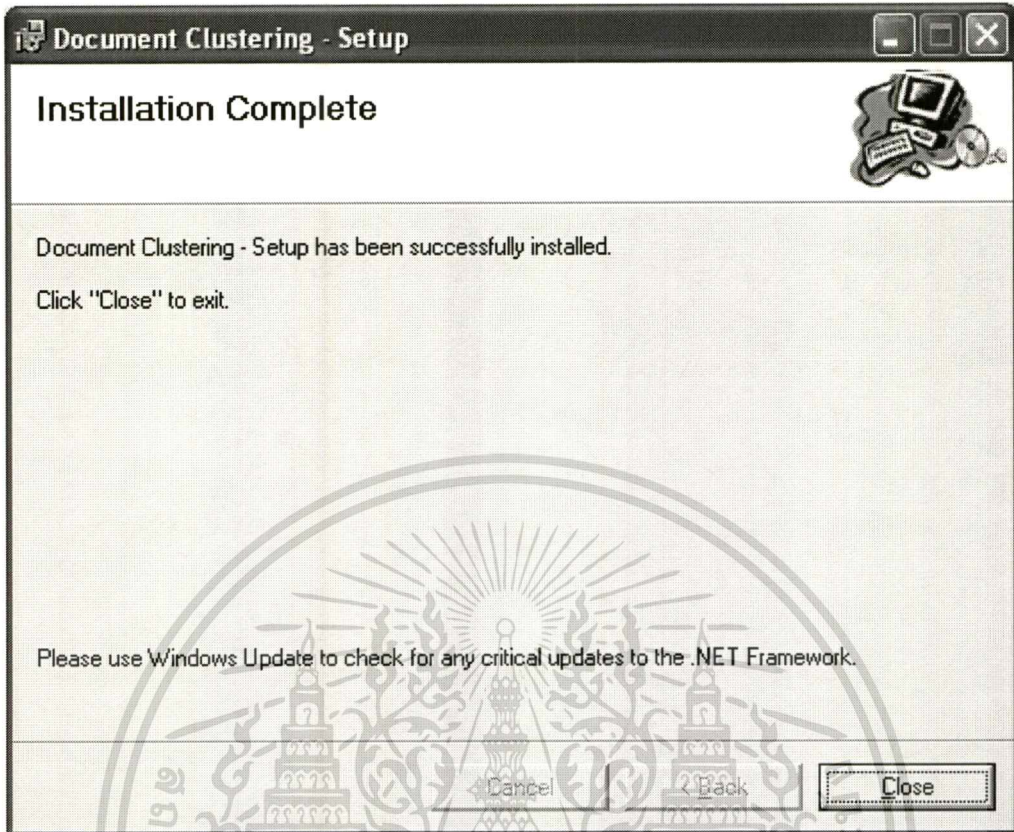 Document Clustering - Setup
Installation Complete
Document Clustering - Setup has been successfully installed.
Click "Close" to exit.
Please use Windows Update to check for any critical updates to the .NET Framework.
Cancel
< Back
Close